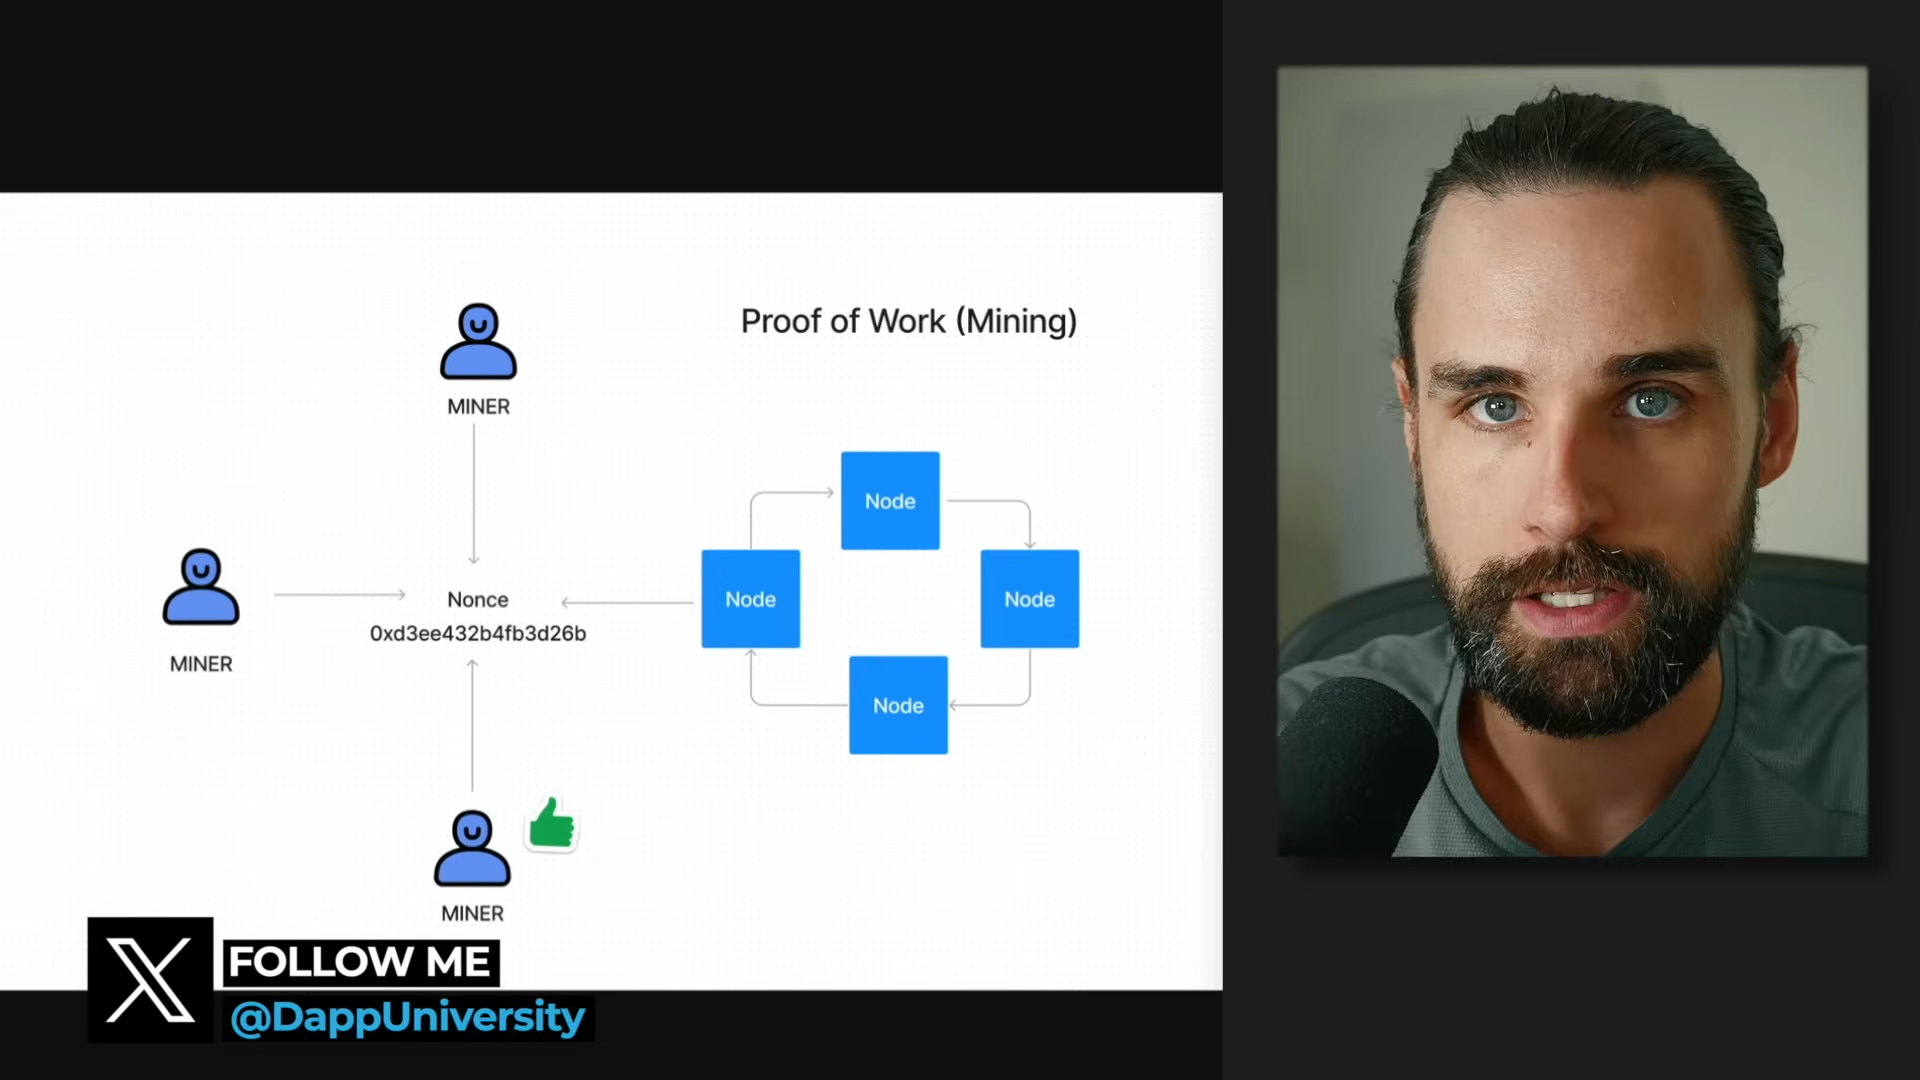 Proof of Work (Mining)
MINER
Node
MINER
Nonce
0xd3ee432b4fb3d26b
Node
Node
Node
MINER
FOLLOW ME
@DappUniversity